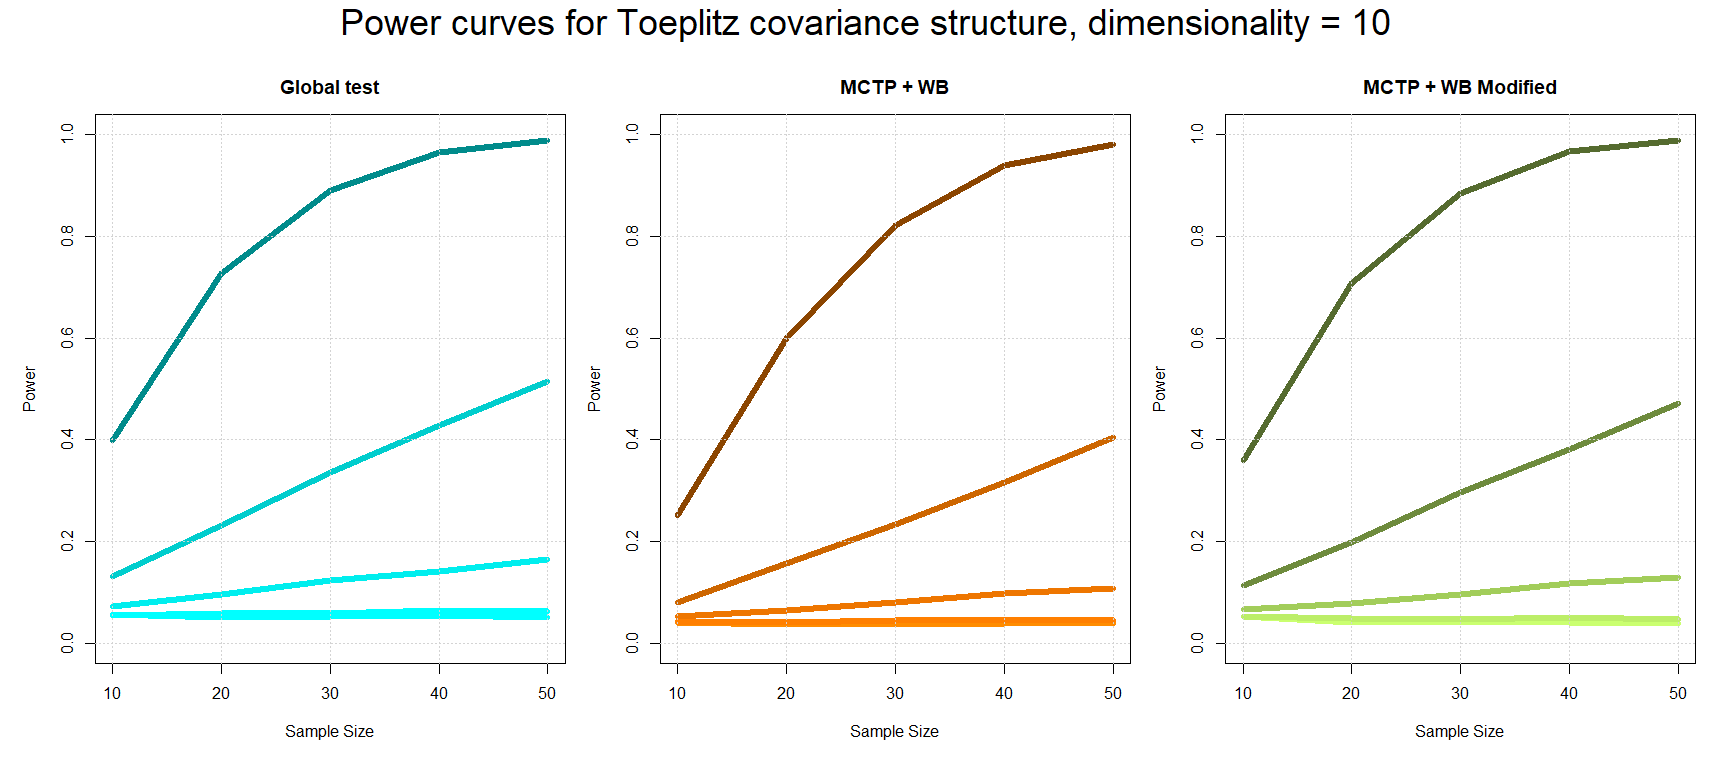 Power curves for Toeplitz covariance structure, dimensionality = 10
Global test
Power
1.0
0.8
0.6
0.4
0.2
0.0
10 20 30 40 50
Sample Size
MCTP + WB
Power
1.0
0.8
0.6
0.4
0.2
0.0
10 20 30 40 50
Sample Size
MCTP + WB Modified
Power
1.0
0.8
0.6
0.4
0.2
0.0
10 20 30 40 50
Sample Size